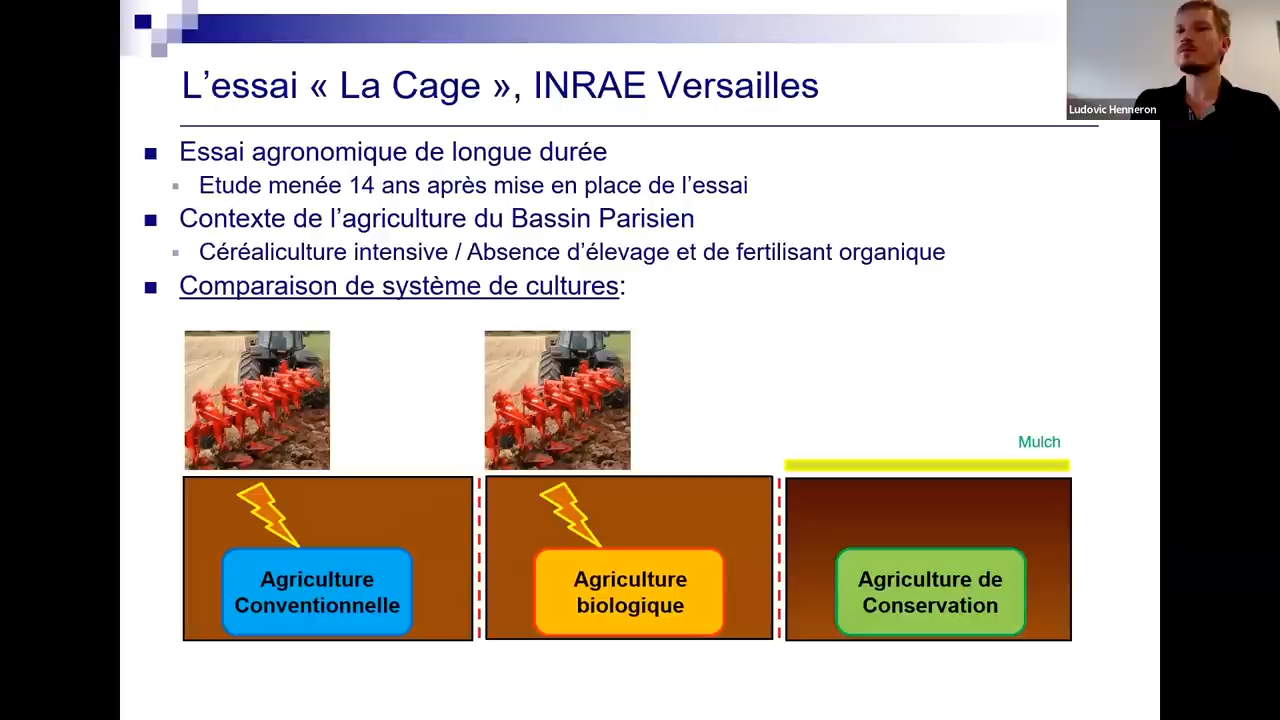 L'essai « La Cage », INRAE Versailles
Ludovic Henneron
Essai agronomique de longue durée
Etude menée 14 ans après mise en place de l'essai
Contexte de l'agriculture du Bassin Parisien
Céréaliculture intensive / Absence d'élevage et de fertilisant organique
Comparaison de système de cultures:
Mulch
Agriculture
Conventionnelle
Agriculture
biologique
Agriculture de
Conservation